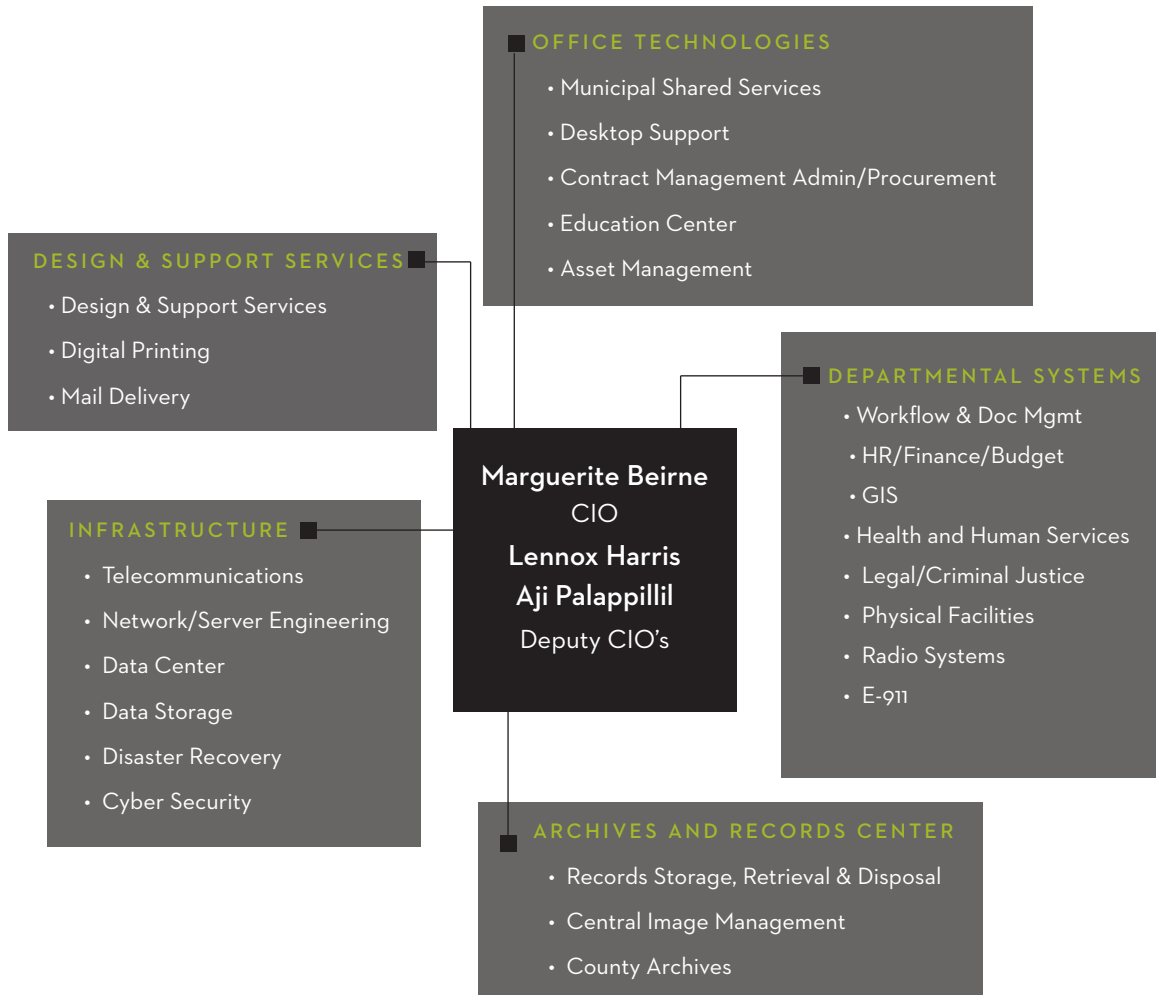 OFFICE TECHNOLOGIES
• Municipal Shared Services
• Desktop Support
• Contract Management Admin/Procurement
• Education Center
• Asset Management
DESIGN & SUPPORT SERVICES
• Design & Support Services
• Digital Printing
• Mail Delivery
DEPARTMENTAL SYSTEMS
• Workflow & Doc Mgmt
• HR/Finance/Budget
• GIS
• Health and Human Services
• Legal/Criminal Justice
• Physical Facilities
• Radio Systems
• E-911
Marguerite Beirne
CIO
Lennox Harris
Aji Palappillil
Deputy CIO's
INFRASTRUCTURE
• Telecommunications
• Network/Server Engineering
• Data Center
• Data Storage
• Disaster Recovery
• Cyber Security
ARCHIVES AND RECORDS CENTER
• Records Storage, Retrieval & Disposal
• Central Image Management
• County Archives